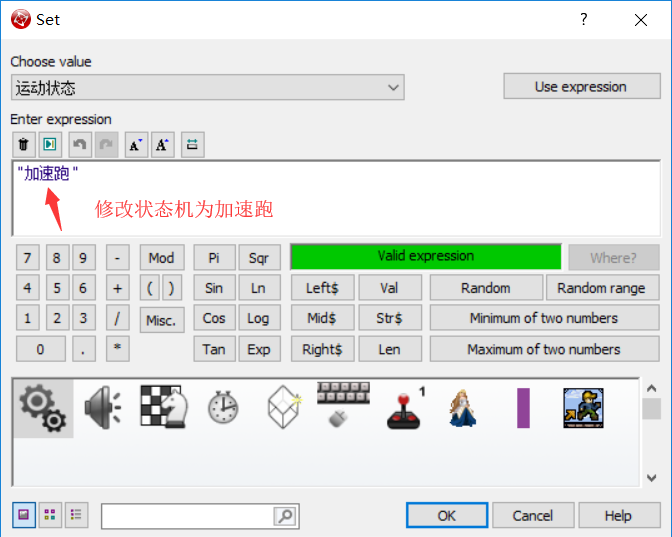 Set
?
Choose value
运动状态
Use expression
Enter expression
A A
"加速跑"
修改状态机为加速跑
7 8 9 - Mod Pi Sqr Valid expression Where?
4 5 6 + ( ) Sin Ln Left$ Val Random Random range
1 2 3 / Misc. Cos Log Mid$ Str$ Minimum of two numbers
0 . * Tan Exp Right$ Len Maximum of two numbers
1
OK Cancel Help